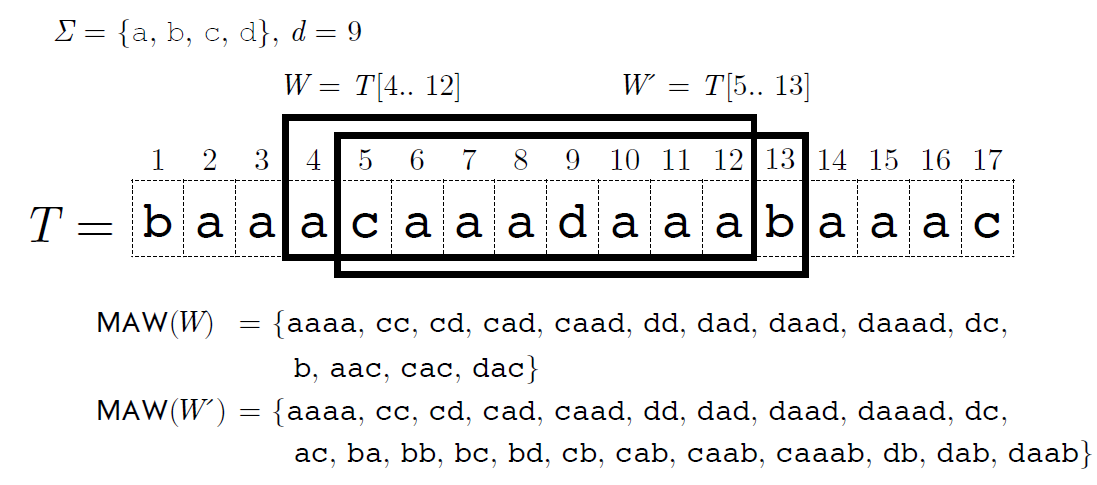 Σ = {a, b, c, d}, d = 9
W = T[4.. 12] W´ = T[5.. 13]
1 2 3 4 5 6 7 8 9 10 11 12 13 14 15 16 17
T = b a a a c a a a d a a a b a a a c
MAW(W) = {aaaa, cc, cd, cad, caad, dd, dad, daad, daaad, dc,
b, aac, cac, dac}
MAW(W´) = {aaaa, cc, cd, cad, caad, dd, dad, daad, daaad, dc,
ac, ba, bb, bc, bd, cb, cab, caab, caaab, db, dab, daab}